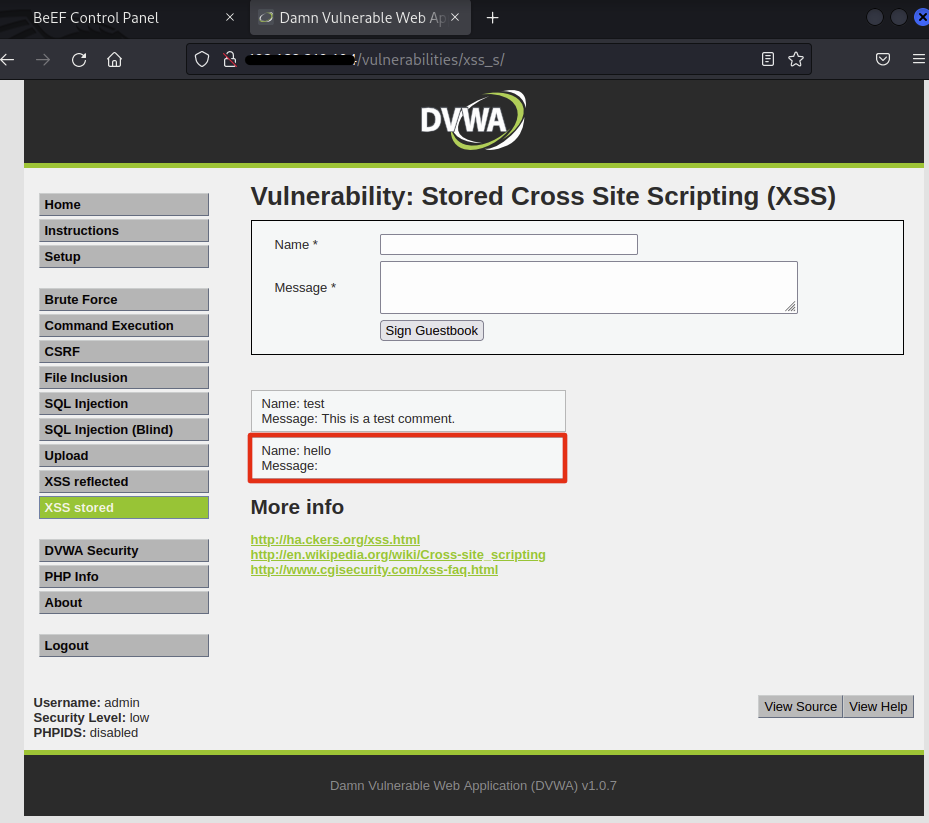 BeEF Control Panel
Damn Vulnerable Web Ap
/vulnerabilities/xss_s/
DVWA
Home
Instructions
Setup
Brute Force
Command Execution
CSRF
File Inclusion
SQL Injection
SQL Injection (Blind)
Upload
XSS reflected
XSS stored
DVWA Security
PHP Info
About
Logout
Username: admin
Security Level: low
PHPIDS: disabled
Vulnerability: Stored Cross Site Scripting (XSS)
Name *
Message *
Sign Guestbook
Name: test
Message: This is a test comment.
Name: hello
Message:
More info
http://ha.ckers.org/xss.html
http://en.wikipedia.org/wiki/Cross-site_scripting
http://www.cgisecurity.com/xss-faq.html
View Source
View Help
Damn Vulnerable Web Application (DVWA) v1.0.7